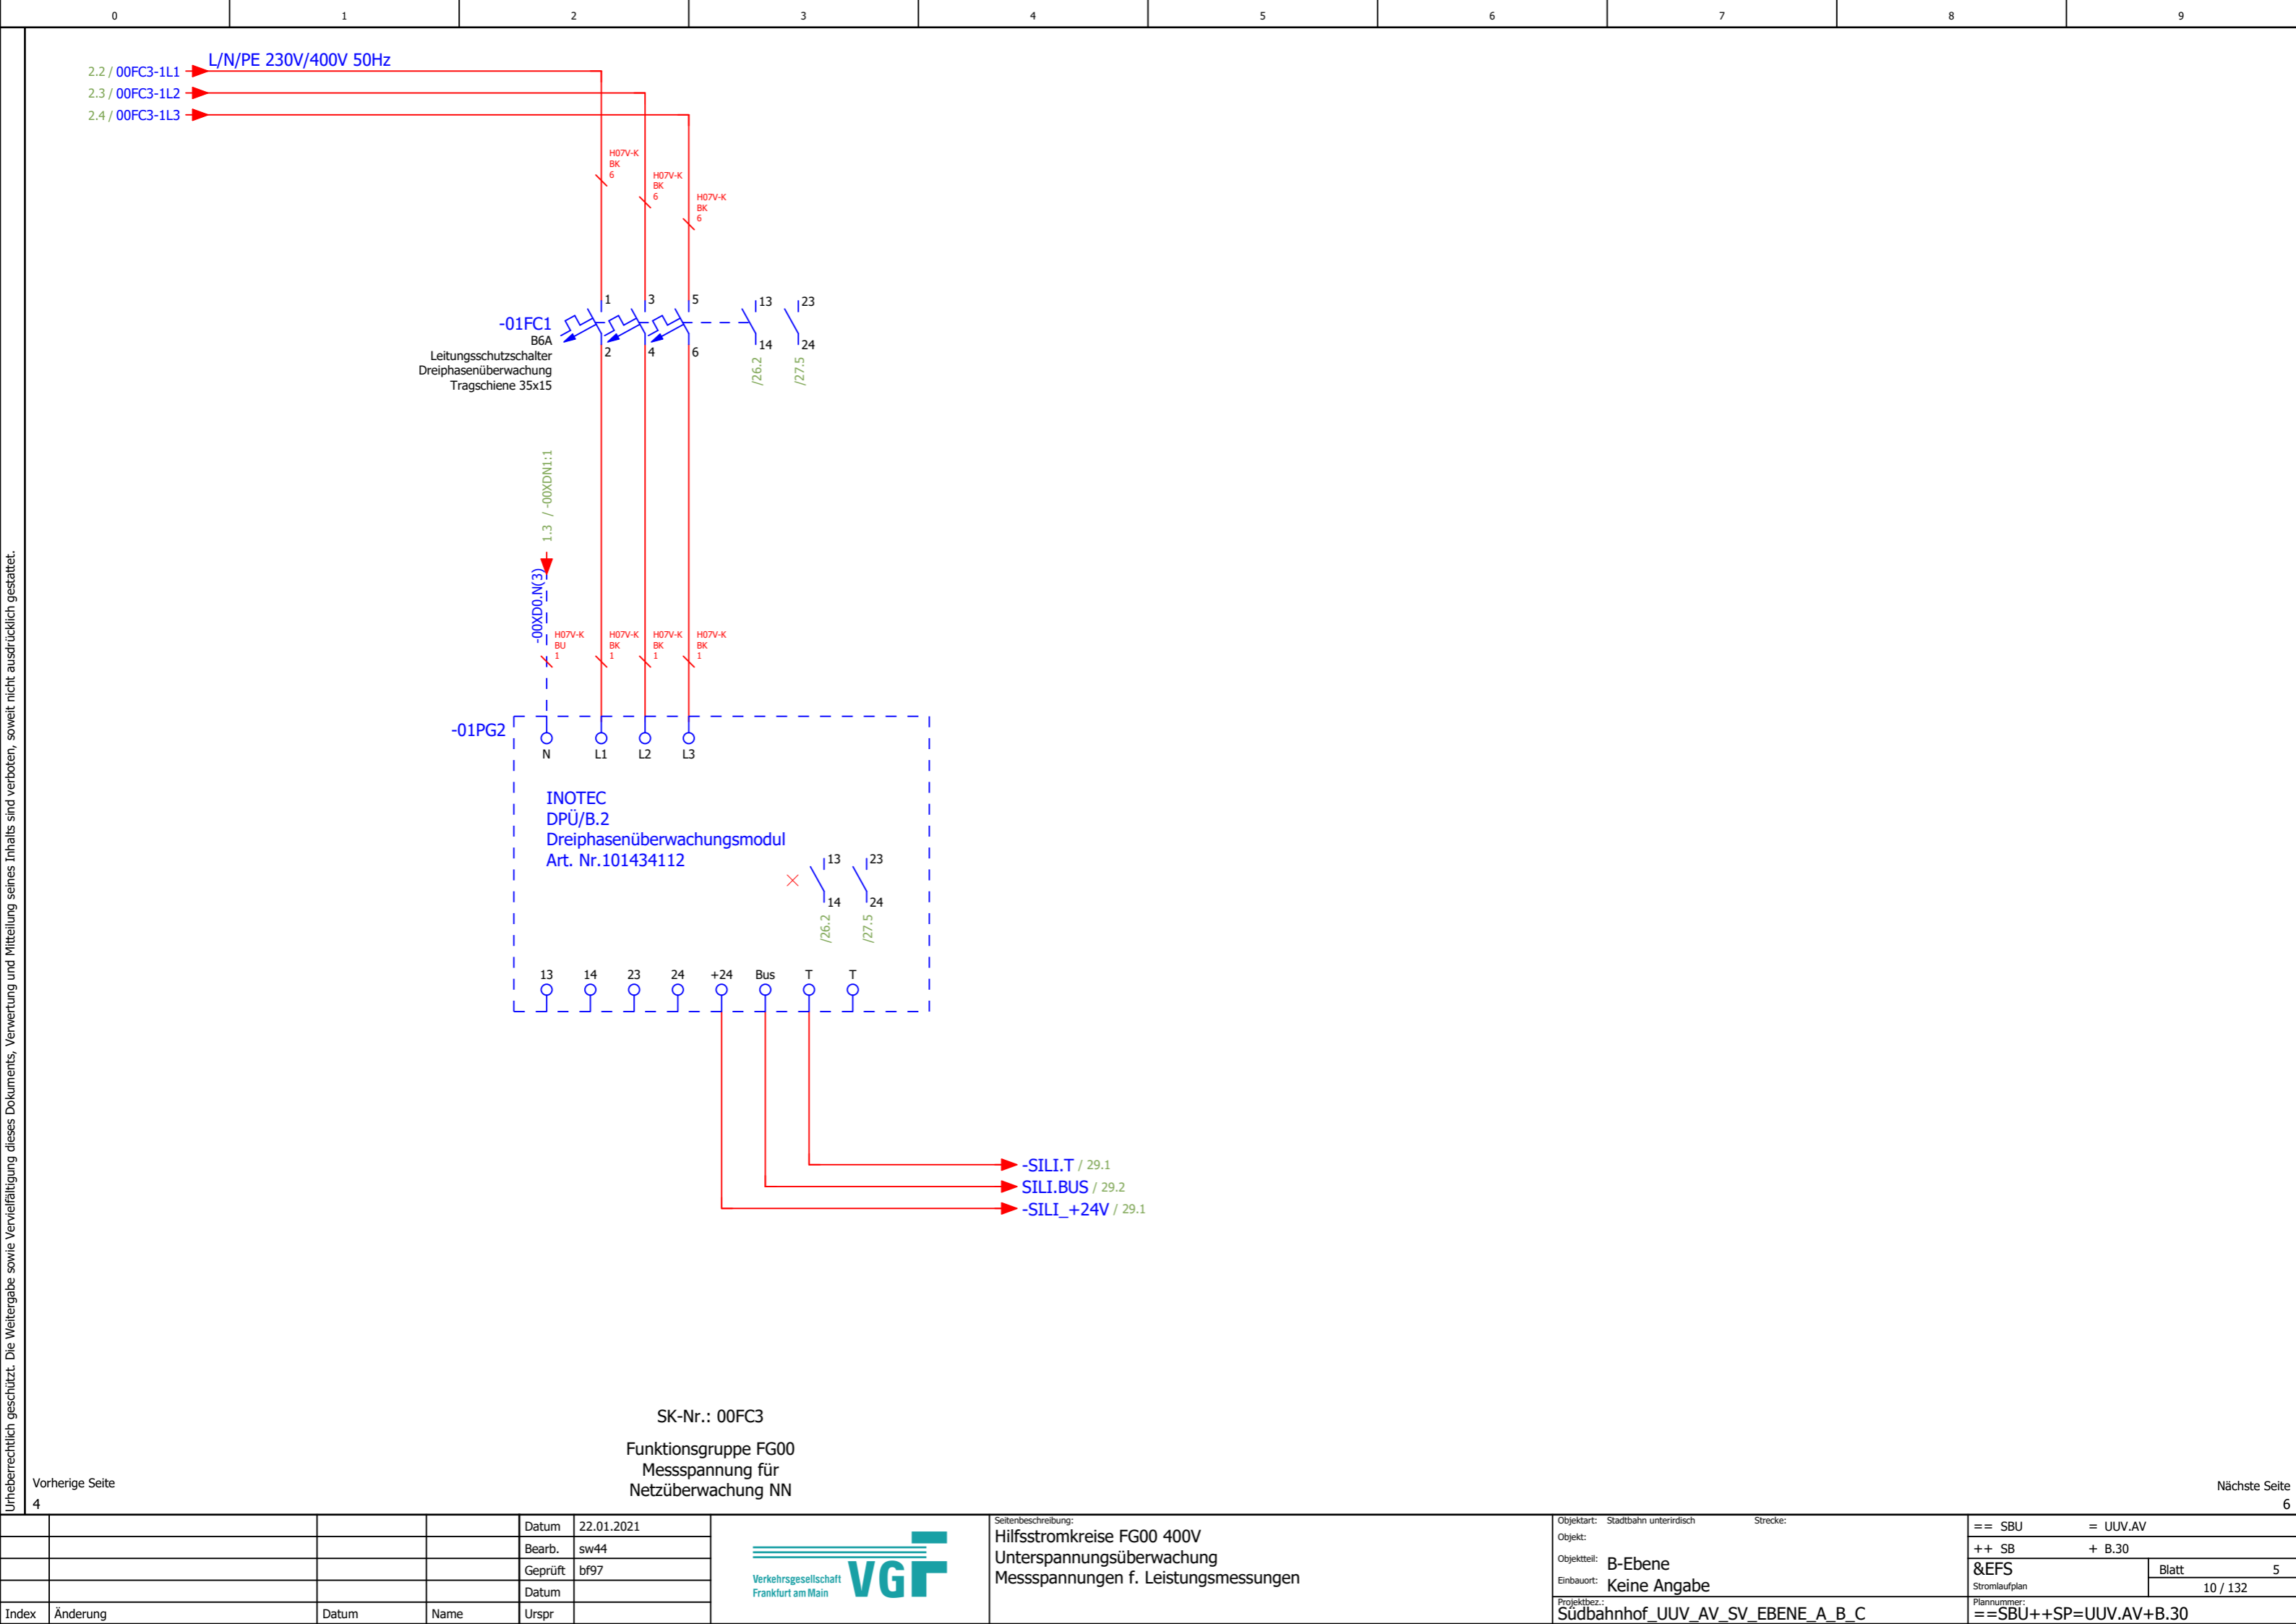 0 1 2 3 4 5 6 7 8 9
L/N/PE 230V/400V 50Hz
2.2 / 00FC3-1L1
2.3 / 00FC3-1L2
2.4 / 00FC3-1L3
H07V-K
BK
6
H07V-K
BK
6
H07V-K
BK
6
1 3 5 13 23
-01FC1
B6A
Leitungsschutzschalter
Dreiphasenüberwachung
Tragschiene 35x15
2 4 6 14 24
/26.2
/27.5
1.3 / -00XDN1:1
-00XD0.N(3)
H07V-K
BU
1
H07V-K
BK
1
H07V-K
BK
1
H07V-K
BK
1
-01PG2
N L1 L2 L3
INOTEC
DPÜ/B.2
Dreiphasenüberwachungsmodul
Art. Nr.101434112
13 23
14 24
/26.2
/27.5
13 14 23 24 +24 Bus T T
-SILI.T / 29.1
SILI.BUS / 29.2
-SILI_+24V / 29.1
SK-Nr.: 00FC3
Funktionsgruppe FG00
Messspannung für
Netzüberwachung NN
Urheberrechtlich geschützt. Die Weitergabe sowie Vervielfältigung dieses Dokuments, Verwertung und Mitteilung seines Inhalts sind verboten, soweit nicht ausdrücklich gestattet.
Vorherige Seite
4
Nächste Seite
6
Datum 22.01.2021
Bearb. sw44
Geprüft bf97
Datum
Index Änderung Datum Name Urspr
Verkehrsgesellschaft
Frankfurt am Main
VGF
Seitenbeschreibung:
Hilfsstromkreise FG00 400V
Unterspannungsüberwachung
Messspannungen f. Leistungsmessungen
Objektart: Stadtbahn unterirdisch Strecke:
Objekt:
Objektteil: B-Ebene
Einbauort: Keine Angabe
Projektbez.:
Südbahnhof_UUV_AV_SV_EBENE_A_B_C
== SBU = UUV.AV
++ SB + B.30
&EFS
Stromlaufplan
Blatt 5
10 / 132
Plannummer:
==SBU++SP=UUV.AV+B.30